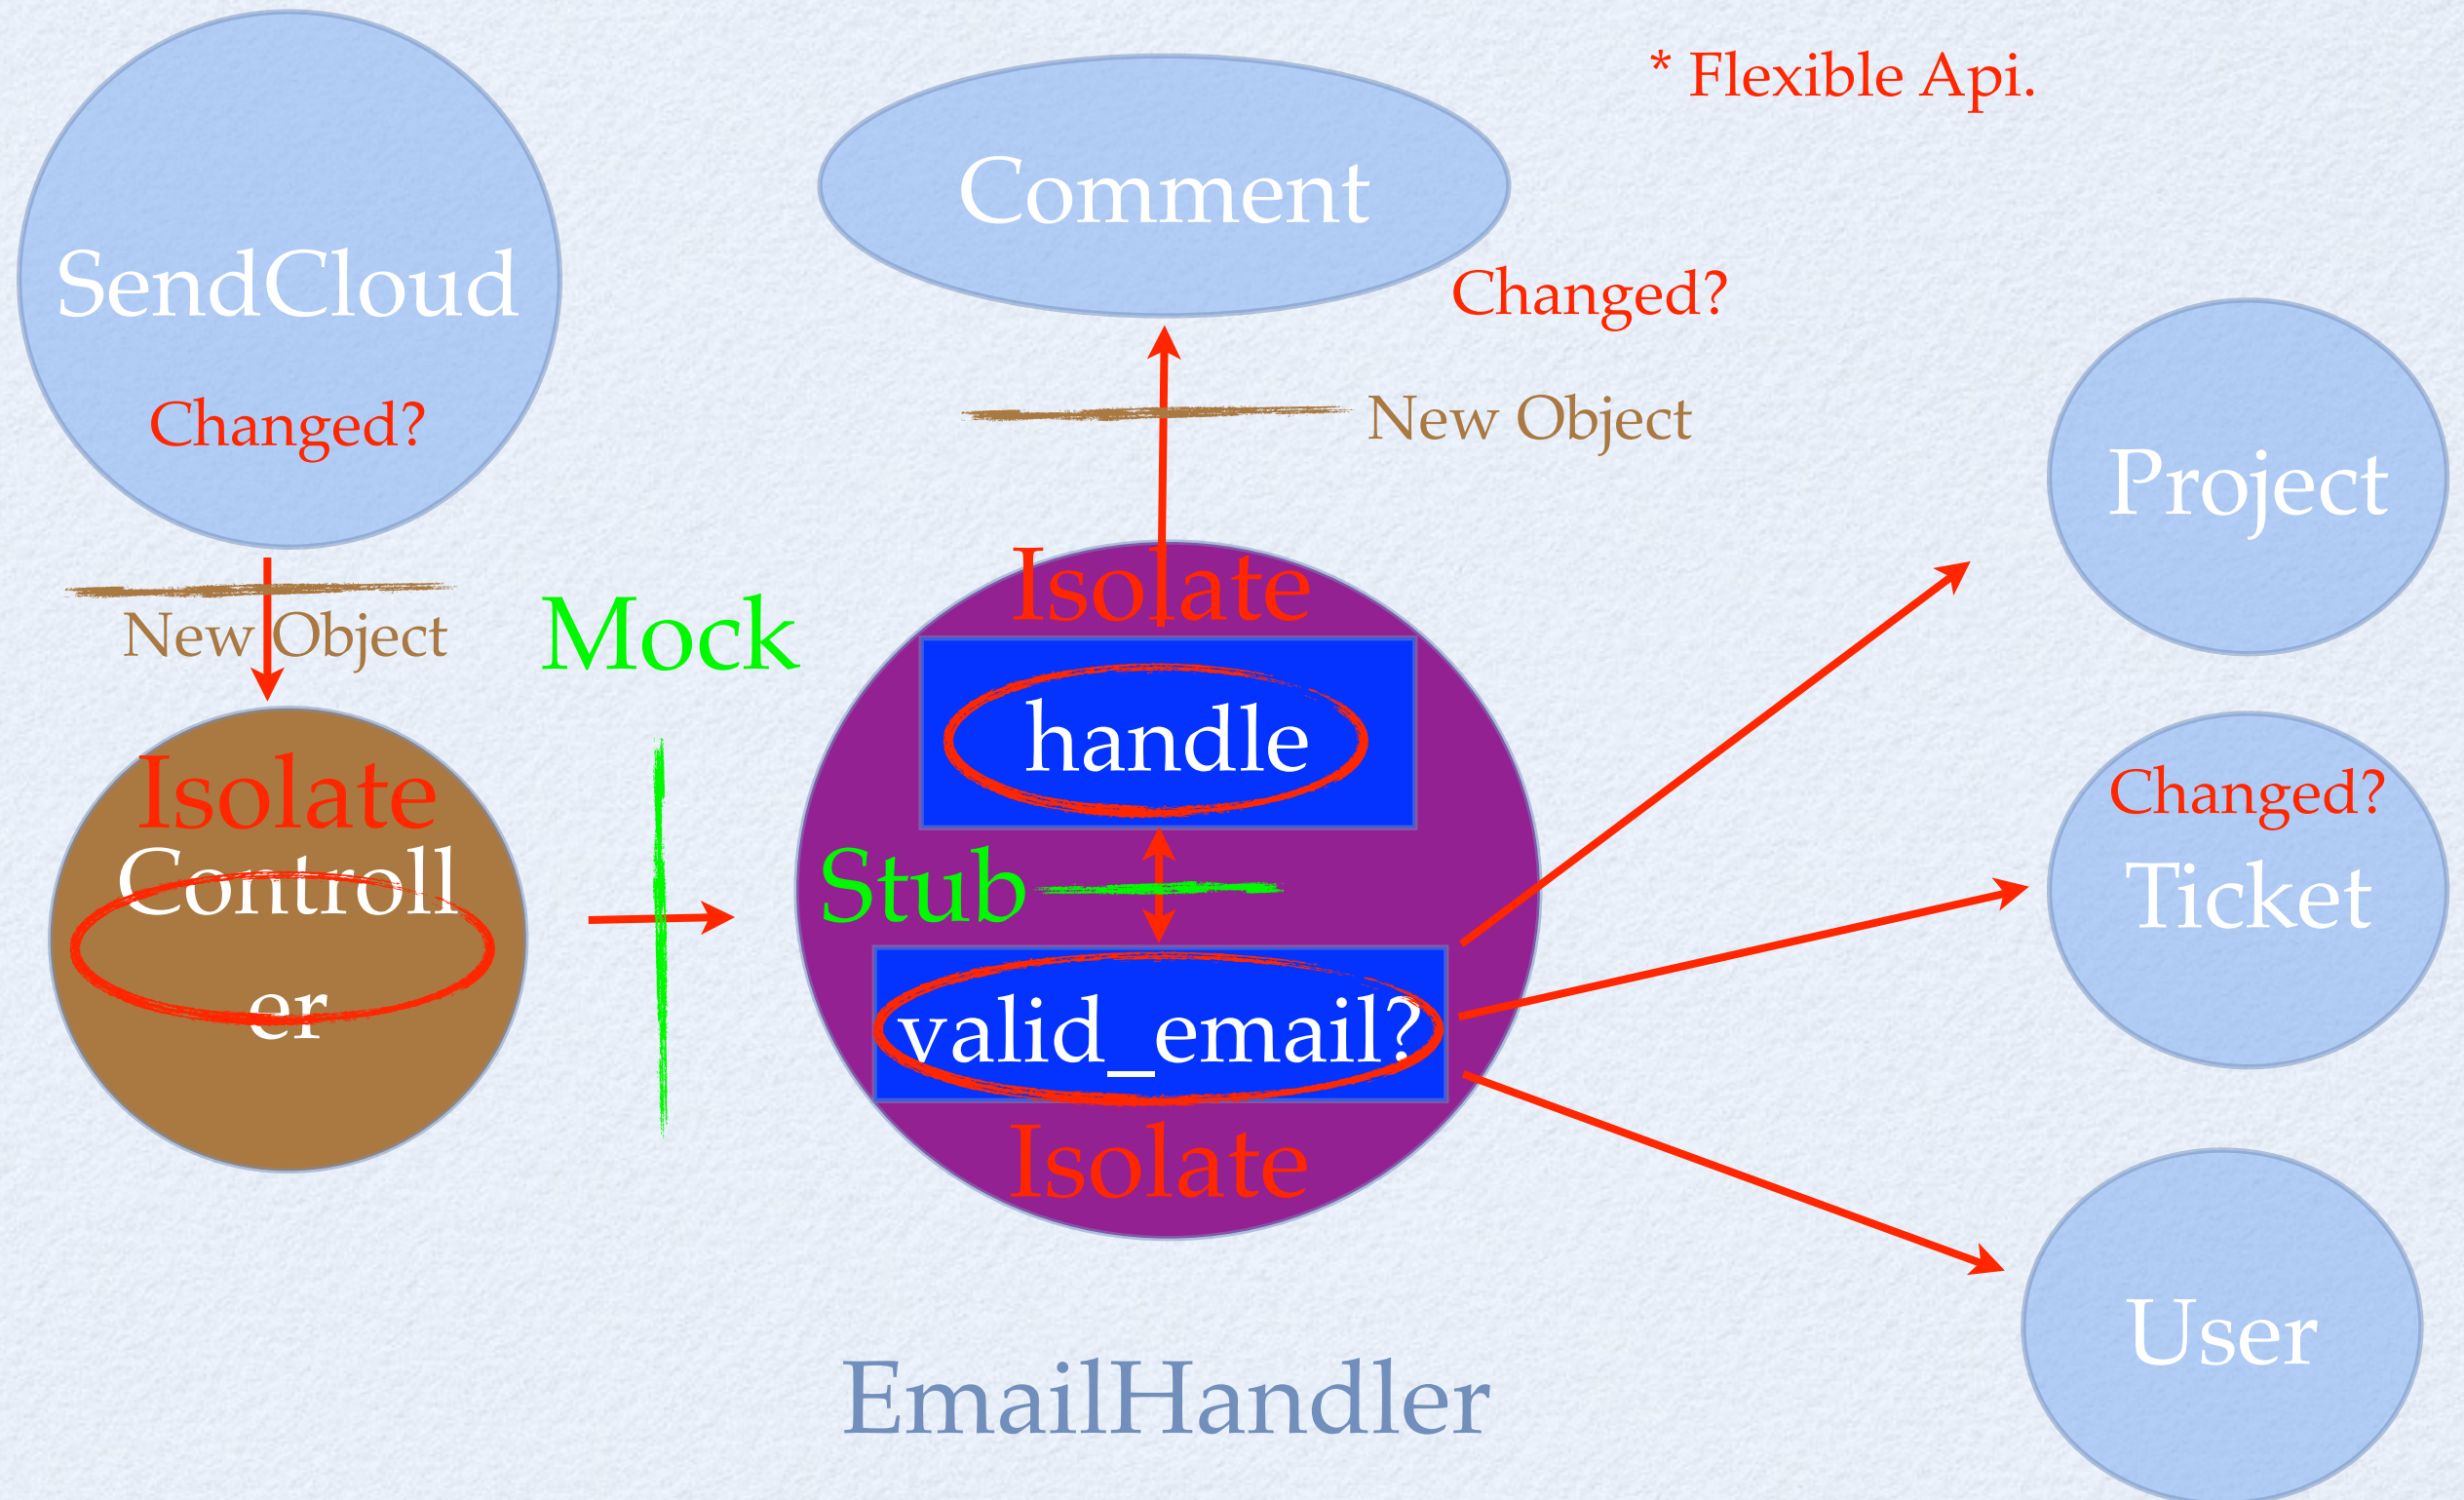 * Flexible Api.
Comment
SendCloud
Changed?
Changed?
New Object
Project
New Object
Mock
Isolate
handle
Isolate
Controll
er
Stub
valid_email?
Isolate
Changed?
Ticket
User
EmailHandler